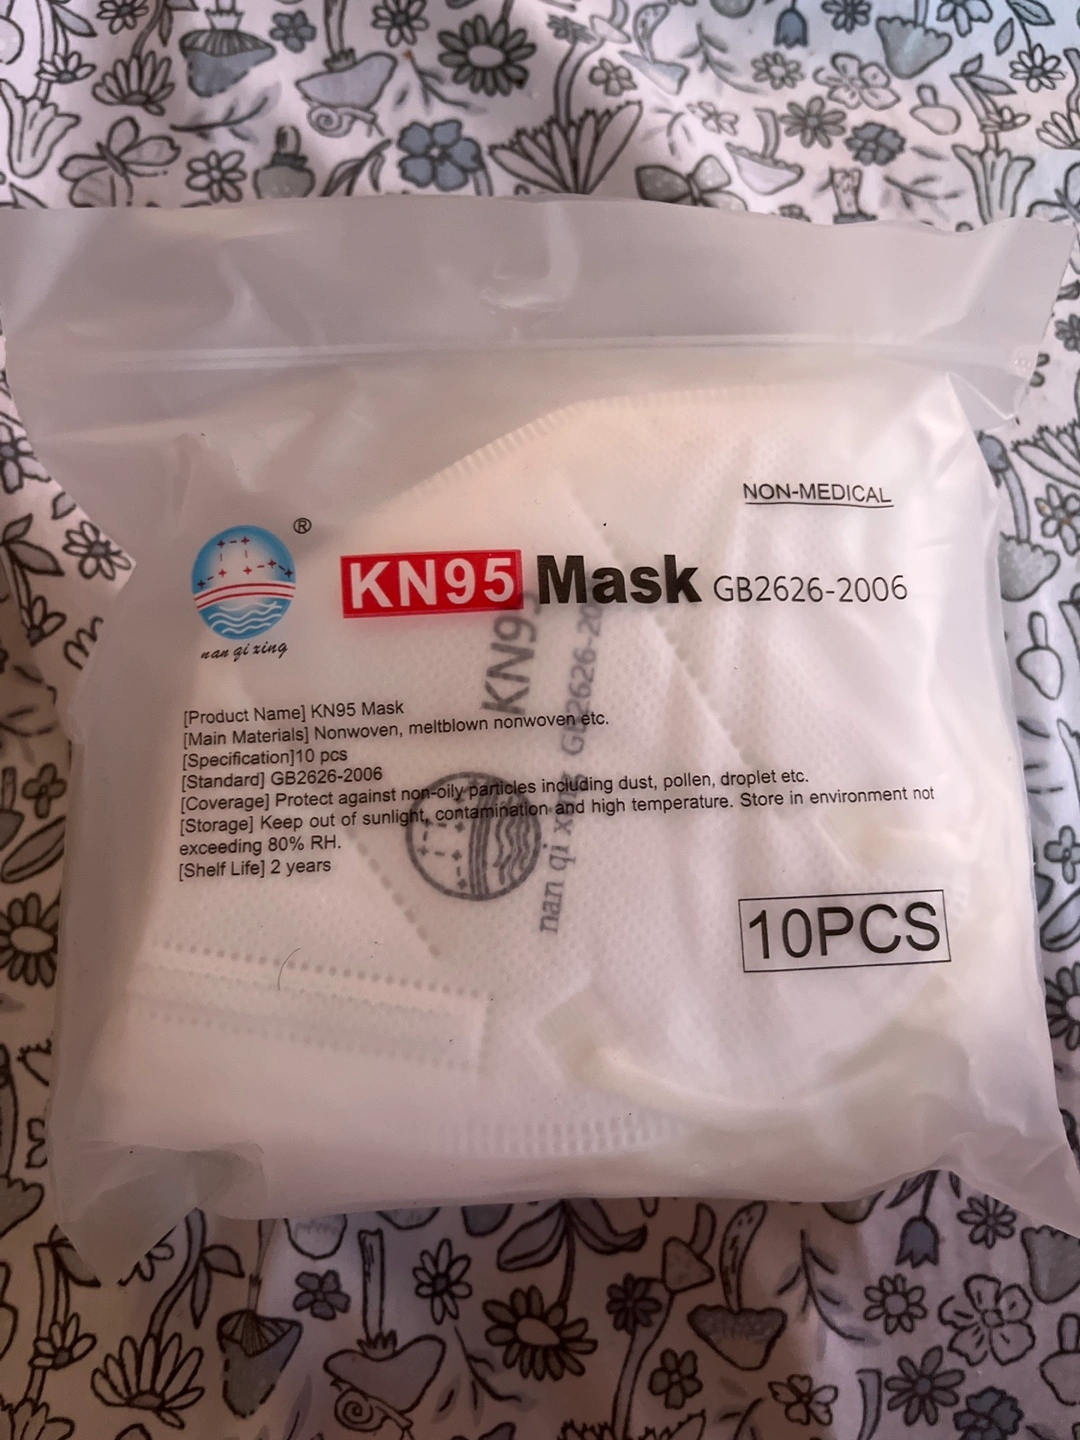 NON-MEDICAL
®
KN95 Mask GB2626-2006
nan qi xing
[Product Name] KN95 Mask
[Main Materials] Nonwoven, meltblown nonwoven etc.
[Specification]10 pcs
[Standard] GB2626-2006
[Coverage] Protect against non-oily particles including dust, pollen, droplet etc.
[Storage] Keep out of sunlight, contamination and high temperature. Store in environment not
exceeding 80% RH.
[Shelf Life] 2 years
10PCS
KN95
nan qi xing GB2626-20